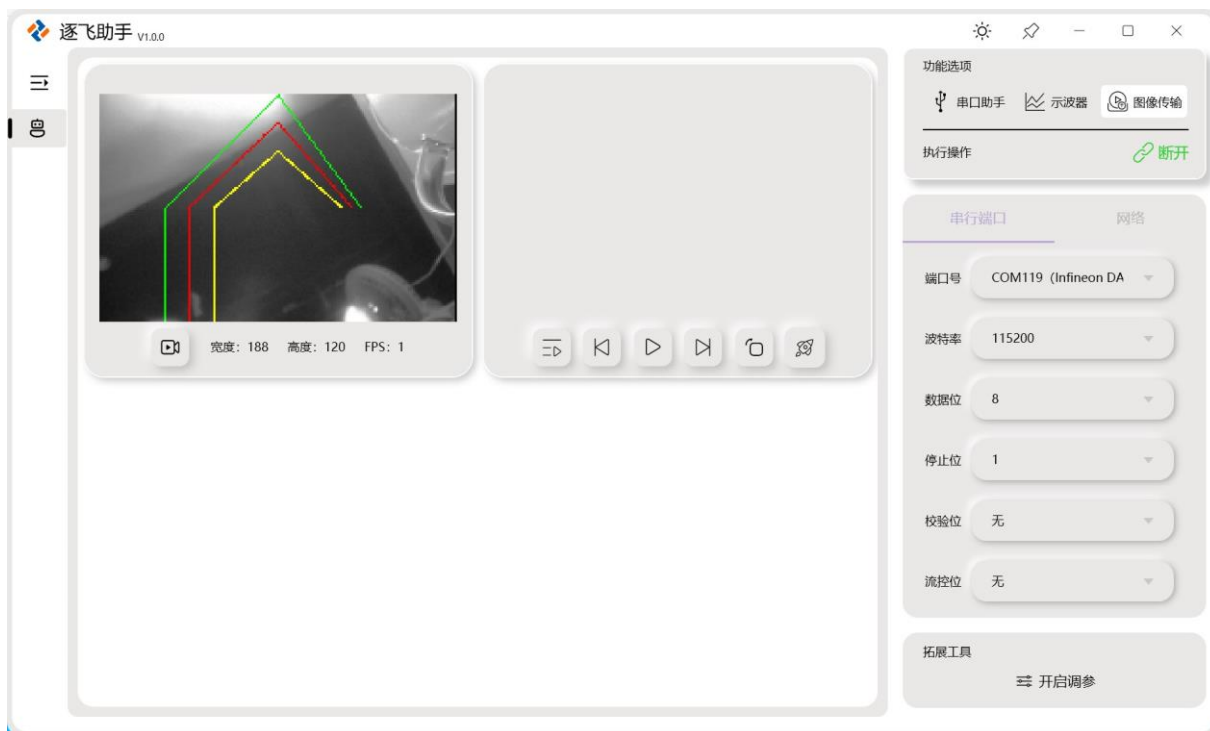 逐飞助手 V1.0.0
功能选项
串口助手 示波器 图像传输
执行操作 断开
串行端口 网络
端口号 COM119 (Infineon DA
波特率 115200
数据位 8
停止位 1
校验位 无
流控位 无
宽度: 188 高度: 120 FPS: 1
拓展工具
开启调参